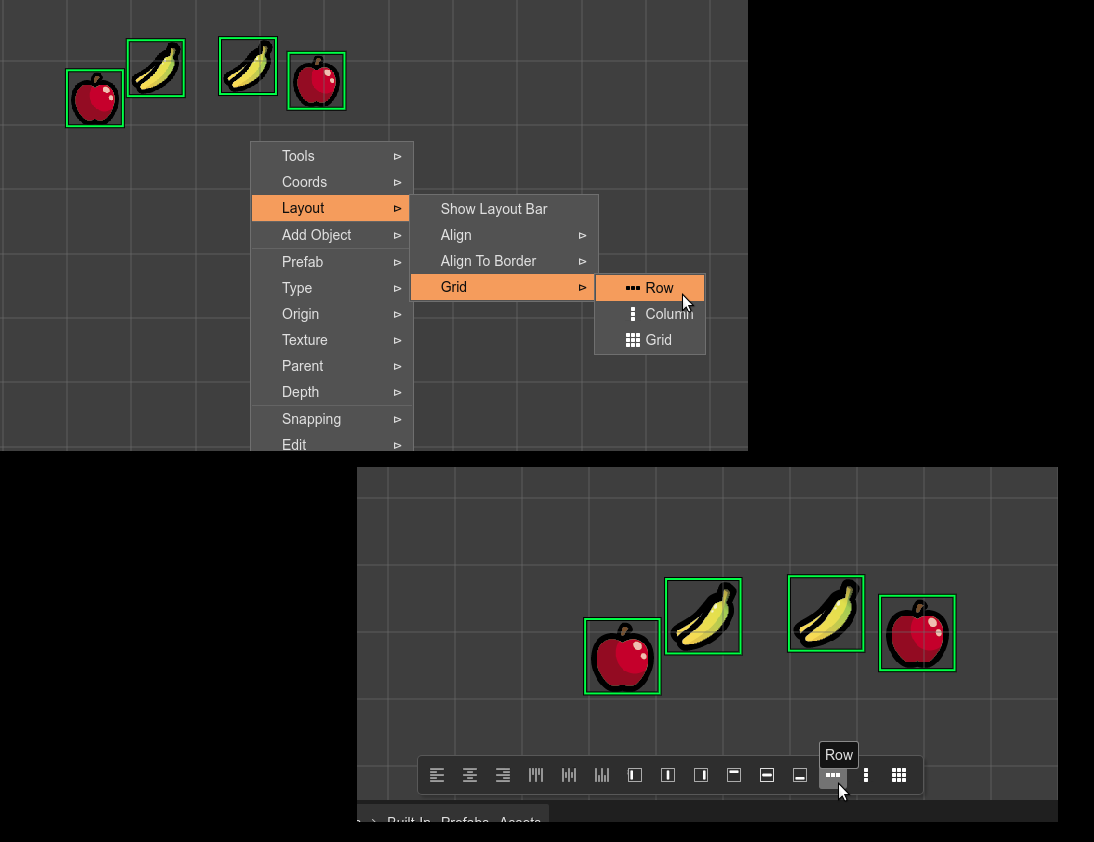 Tools
Coords
Layout
Add Object
Prefab
Type
Origin
Texture
Parent
Depth
Snapping
Edit
Show Layout Bar
Align
Align To Border
Grid
Row
Column
Grid
Row
Built-In Prefabs Assets